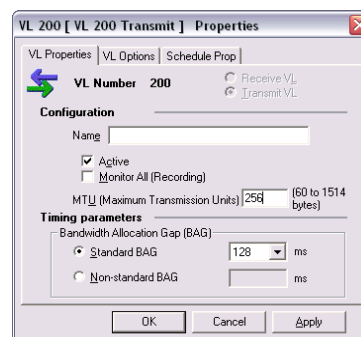 VL 200 [ VL 200 Transmit ] Properties
VL Properties VL Options Schedule Prop
VL Number 200
Receive VL
Transmit VL
Configuration
Name
Active
Monitor All (Recording)
MTU (Maximum Transmission Units) 256 (60 to 1514 bytes)
Timing parameters
Bandwidth Allocation Gap (BAG)
Standard BAG 128 ms
Non-standard BAG ms
OK Cancel Apply